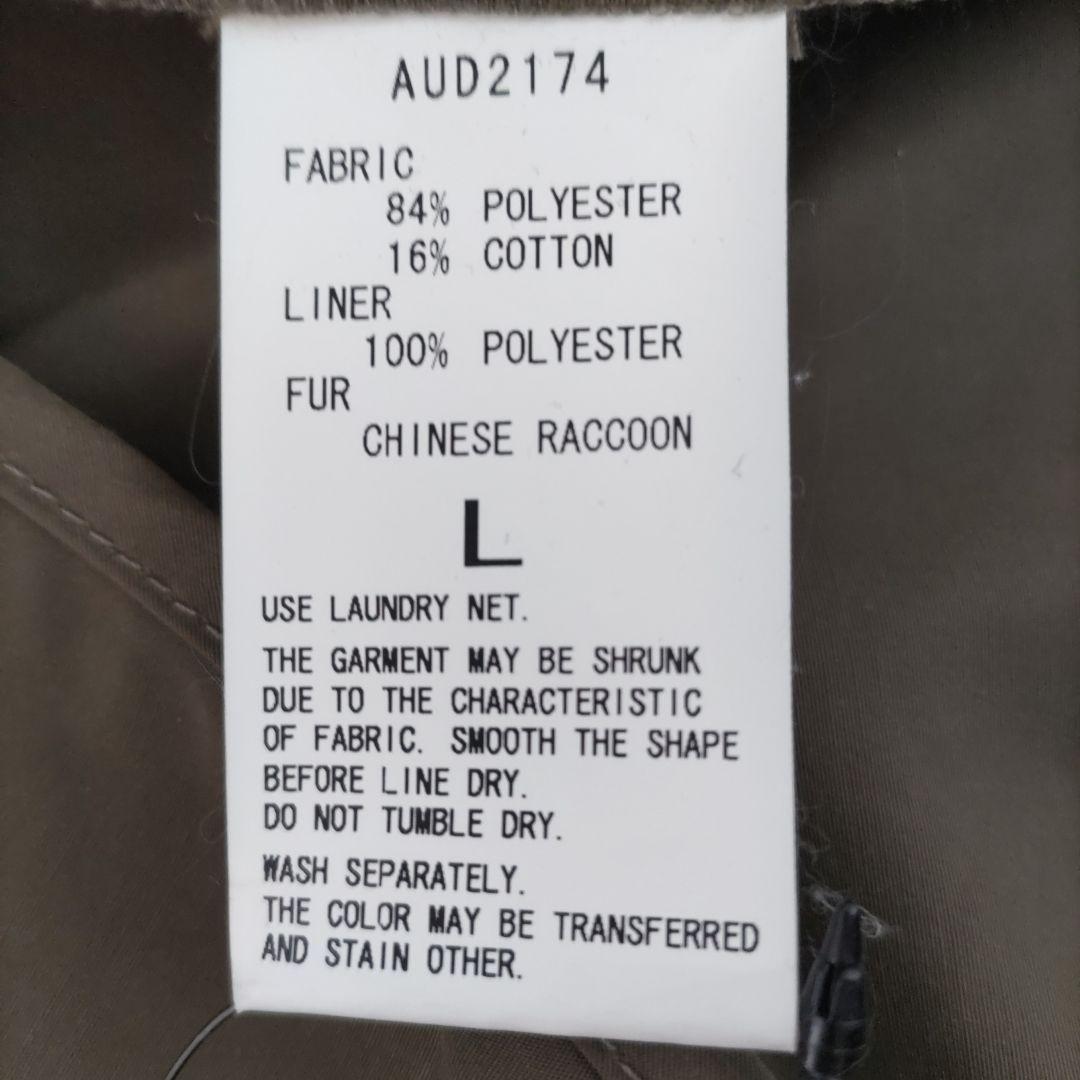 AUD2174
FABRIC
84% POLYESTER
16% COTTON
LINER
100% POLYESTER
FUR
CHINESE RACCOON
L
USE LAUNDRY NET.
THE GARMENT MAY BE SHRUNK
DUE TO THE CHARACTERISTIC
OF FABRIC. SMOOTH THE SHAPE
BEFORE LINE DRY.
DO NOT TUMBLE DRY.
WASH SEPARATELY.
THE COLOR MAY BE TRANSFERRED
AND STAIN OTHER.